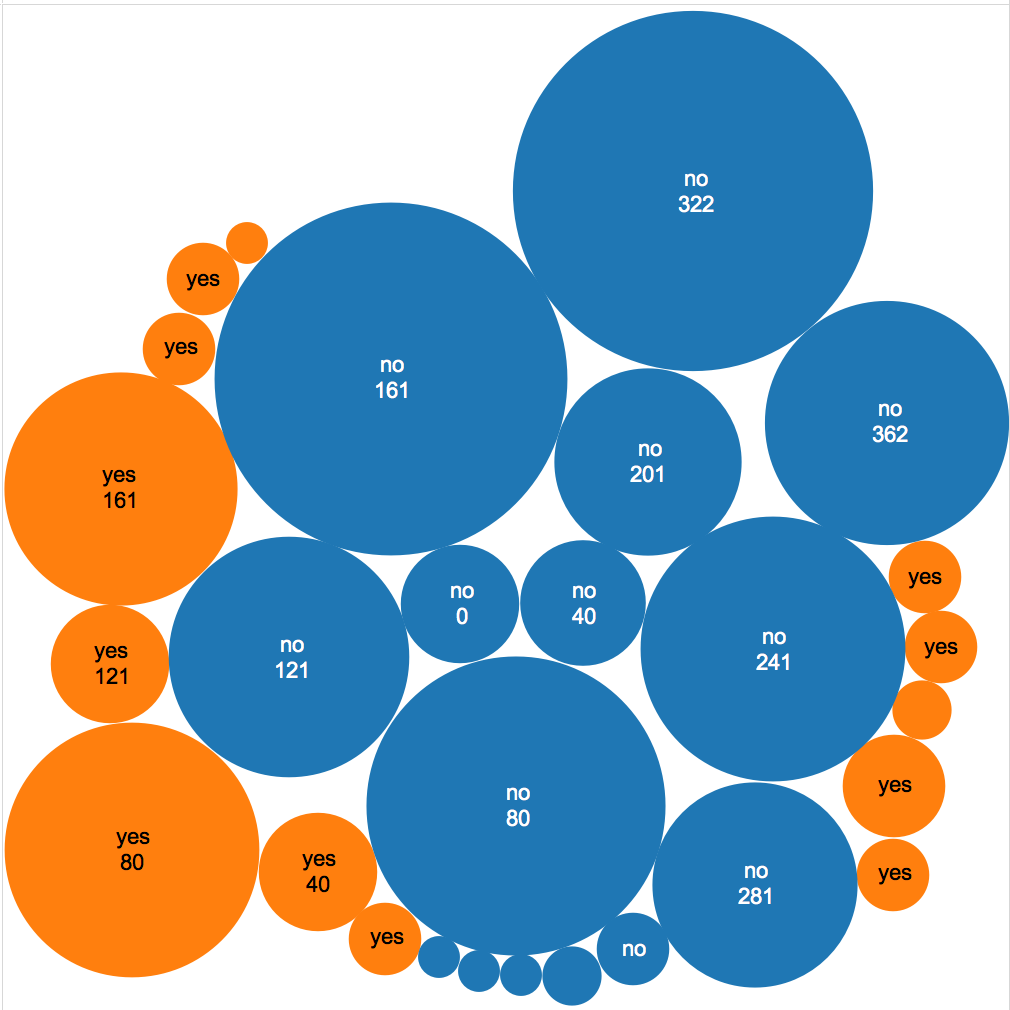 no
322
yes
yes
no
161
no
362
no
201
yes
161
yes
no
0
no
40
yes
no
241
no
121
yes
121
yes
no
80
yes
80
yes
40
no
281
yes
yes
no